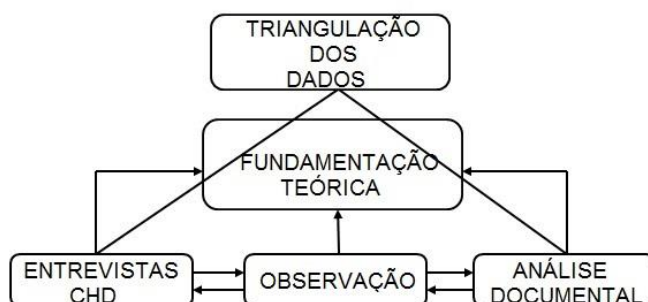 TRIANGULAÇÃO
DOS
DADOS
FUNDAMENTAÇÃO
TEÓRICA
ENTREVISTAS
CHD
OBSERVAÇÃO
ANÁLISE
DOCUMENTAL